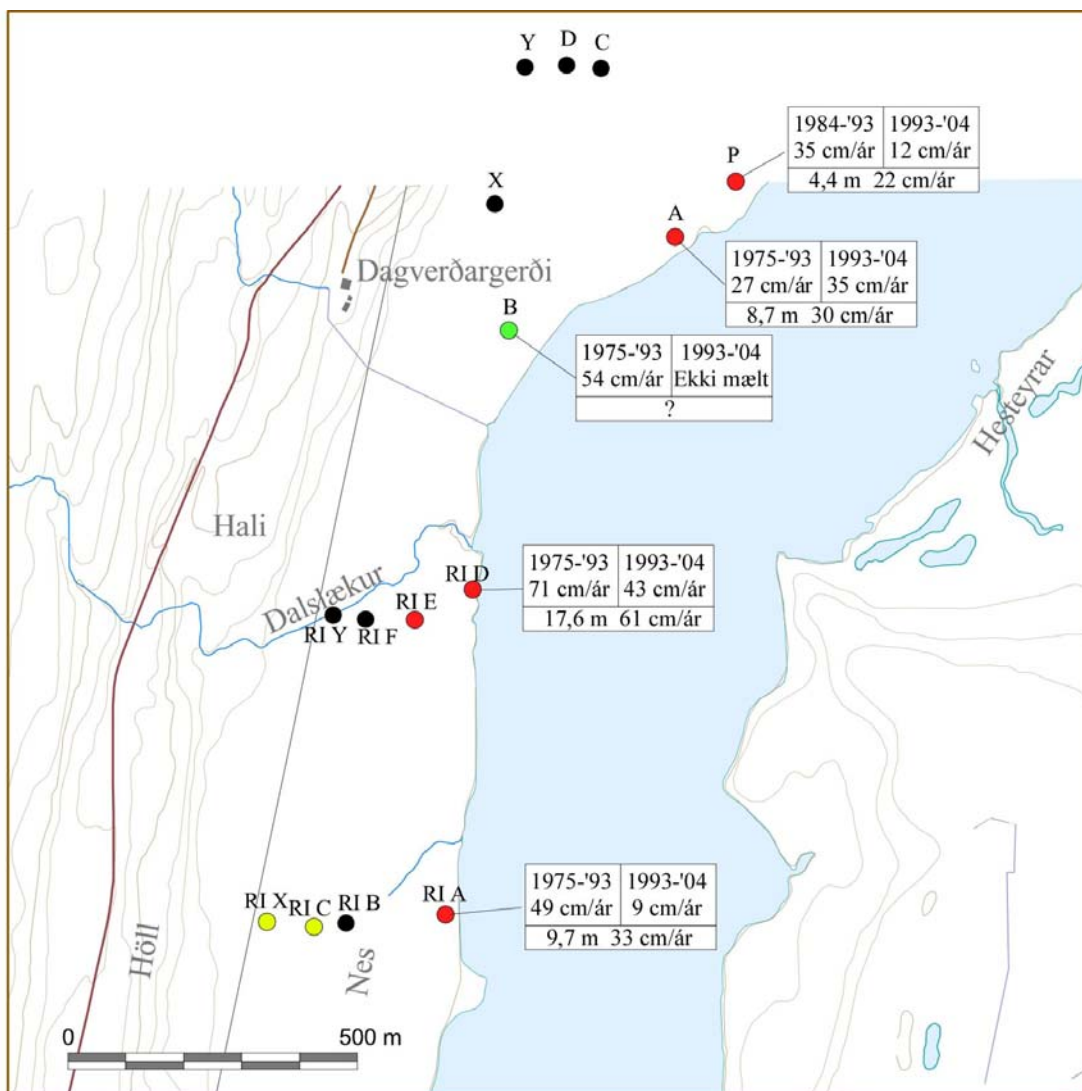 Y D C
1984-'93 1993-'04
35 cm/ár 12 cm/ár
4,4 m 22 cm/ár
P
X
A
1975-'93 1993-'04
27 cm/ár 35 cm/ár
8,7 m 30 cm/ár
Dagverðargerði
B
1975-'93 1993-'04
54 cm/ár Ekki mælt
?
Hesteyrar
Hali
1975-'93 1993-'04
71 cm/ár 43 cm/ár
17,6 m 61 cm/ár
RI D
Dalslækur
RI E
RI Y RI F
1975-'93 1993-'04
49 cm/ár 9 cm/ár
9,7 m 33 cm/ár
RI X RI C RI B RI A
Höll
Nes
0 500 m